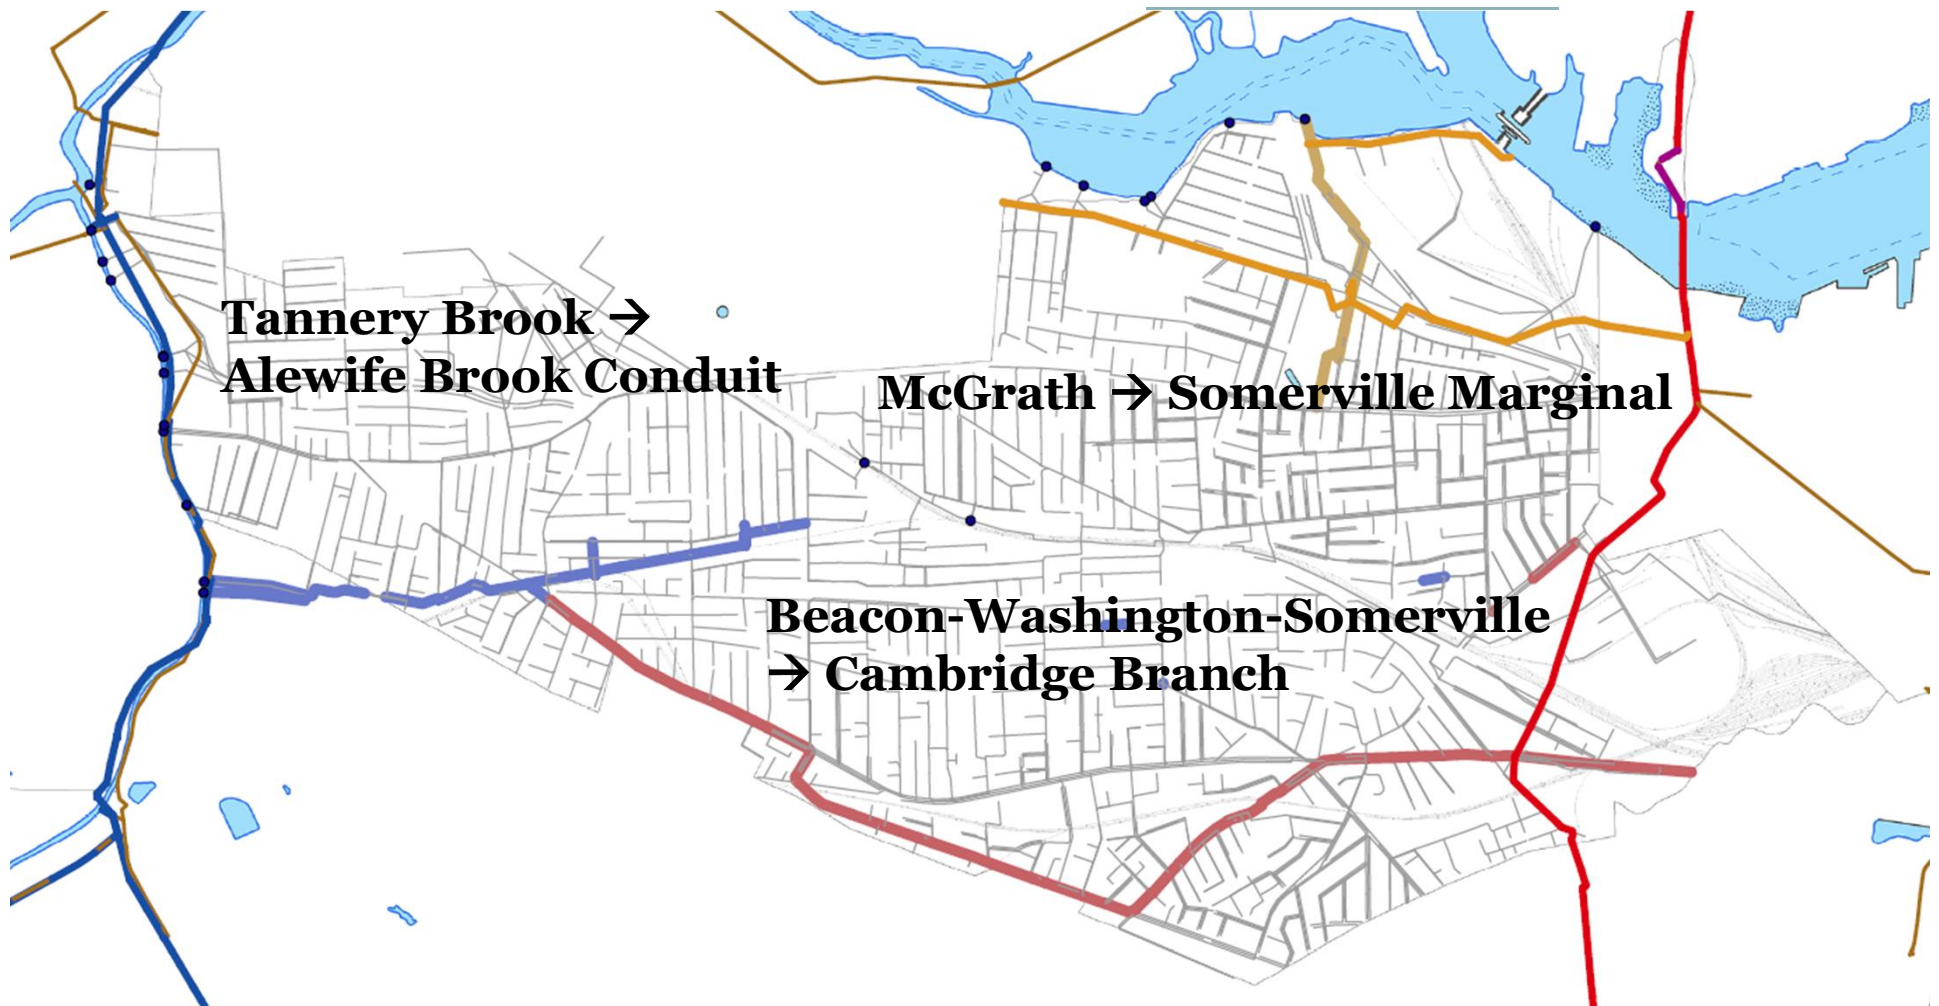 Tannery Brook →
Alewife Brook Conduit
McGrath → Somerville Marginal
Beacon-Washington-Somerville
→ Cambridge Branch